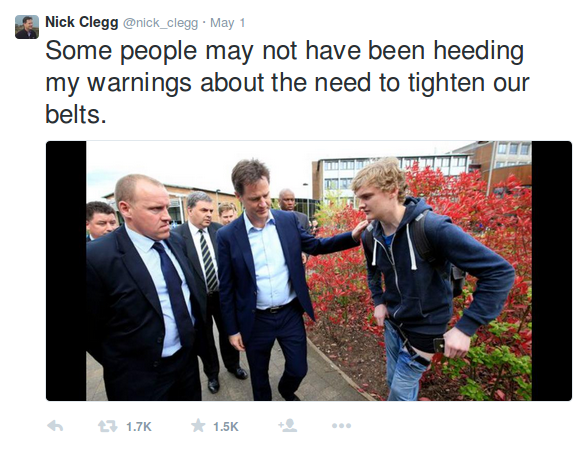 Nick Clegg @nick_clegg · May 1
Some people may not have been heeding
my warnings about the need to tighten our
belts.
1.7K 1.5K